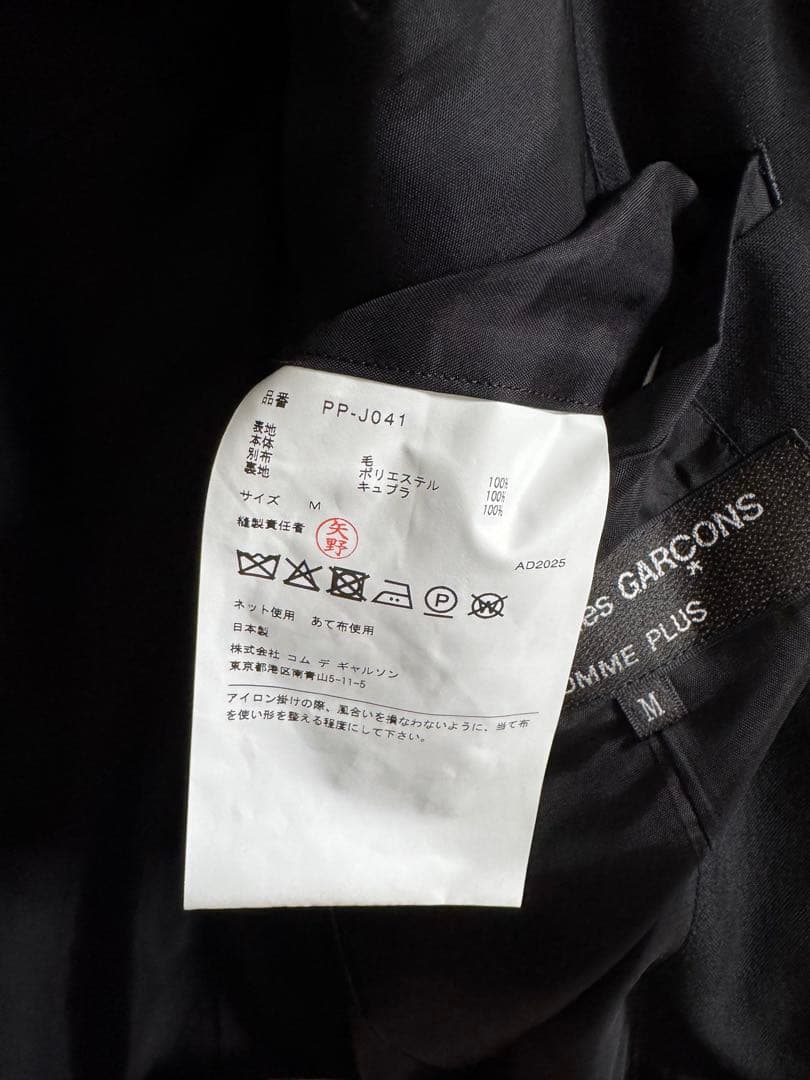 品番 PP-J041
表地
本体 毛 100%
別布 ポリエステル 100%
裏地 キュプラ 100%
サイズ M
縫製責任者 矢野
AD2025
P
W
ネット使用 あて布使用
日本製
株式会社 コム デ ギャルソン
東京都港区南青山5-11-5
アイロン掛けの際、風合いを損なわないように、当て布
を使い形を整える程度にして下さい。
GARCONS
PLUS
M